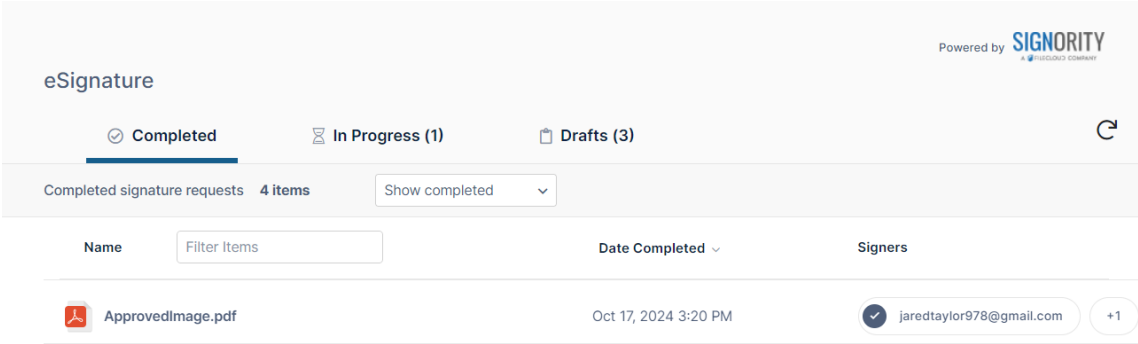 Powered by SIGNORITY
A FILECLOUD COMPANY
eSignature
Completed In Progress (1) Drafts (3)
Completed signature requests 4 items Show completed
Name Filter Items Date Completed Signers
ApprovedImage.pdf Oct 17, 2024 3:20 PM jaredtaylor978@gmail.com +1